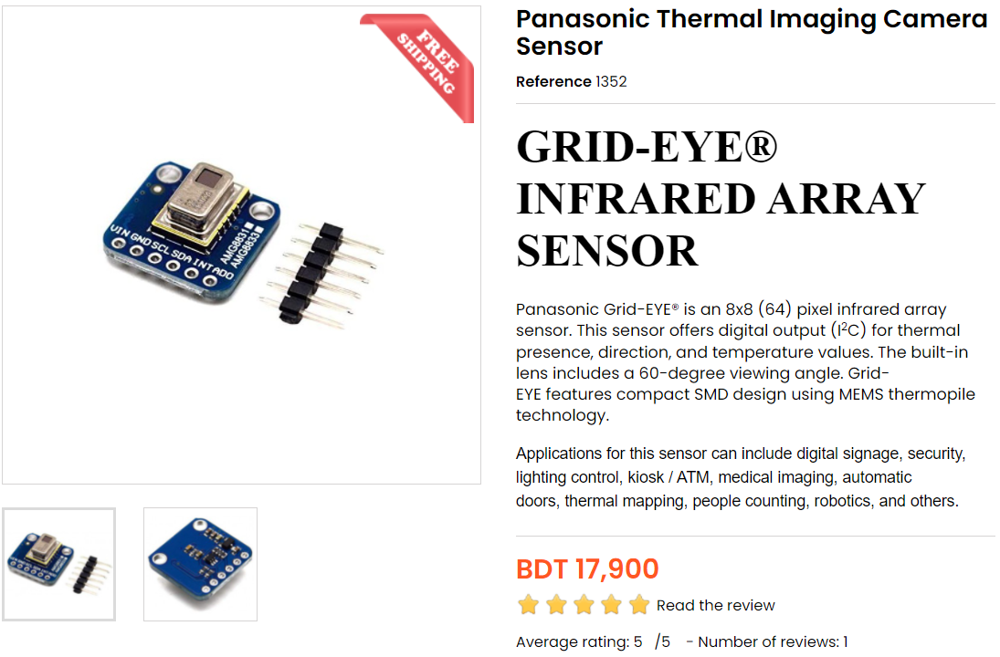 FREE
SHIPPING
VIN GND SCL SDA INT ADO
AMG8831
AMG8833
Panasonic Thermal Imaging Camera
Sensor
Reference 1352
GRID-EYE®
INFRARED ARRAY
SENSOR
Panasonic Grid-EYE® is an 8x8 (64) pixel infrared array
sensor. This sensor offers digital output (I²C) for thermal
presence, direction, and temperature values. The built-in
lens includes a 60-degree viewing angle. Grid-
EYE features compact SMD design using MEMS thermopile
technology.
Applications for this sensor can include digital signage, security,
lighting control, kiosk / ATM, medical imaging, automatic
doors, thermal mapping, people counting, robotics, and others.
BDT 17,900
Read the review
Average rating: 5 /5 - Number of reviews: 1